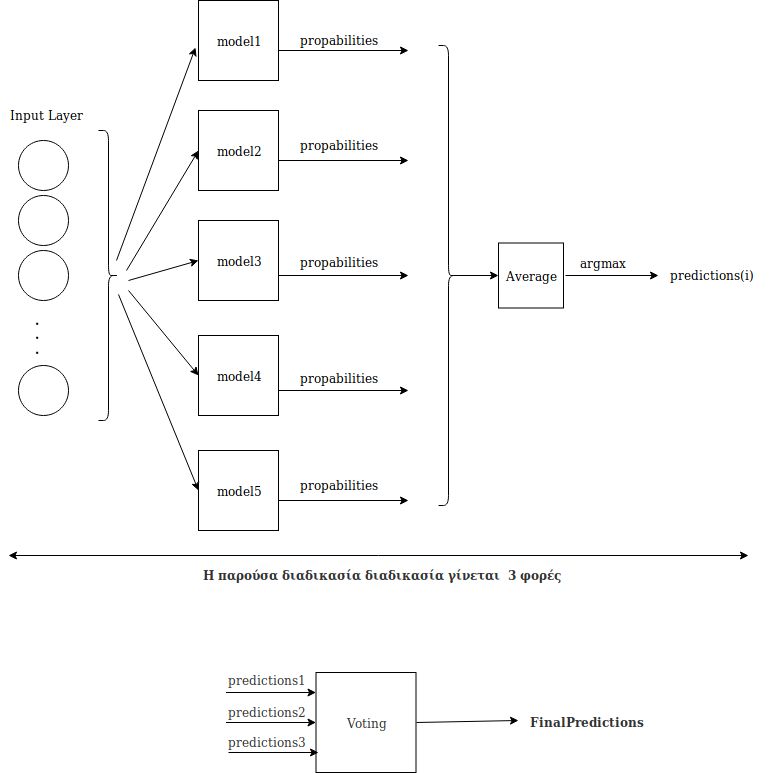 model1
propabilities
Input Layer
model2
propabilities
model3
propabilities
Average
argmax
predictions(i)
.
.
.
model4
propabilities
model5
propabilities
Η παρούσα διαδικασία διαδικασία γίνεται 3 φορές
predictions1
predictions2
predictions3
Voting
FinalPredictions